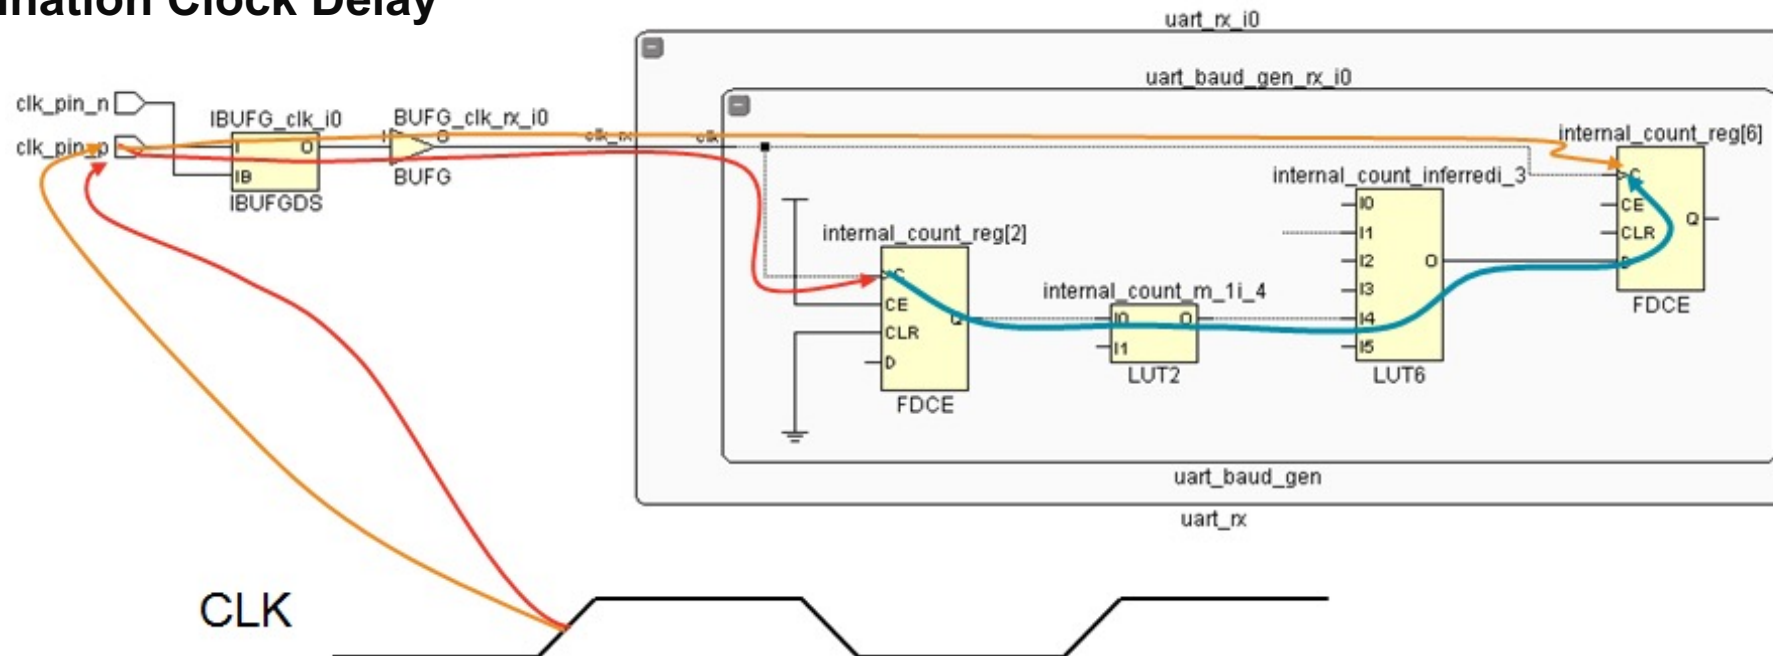 ination Clock Delay
uart_rx_i0
uart_baud_gen_rx_i0
clk_pin_n
IBUFG_clk_i0
BUFG_clk_rx_i0
internal_count_reg[6]
clk_pin_p
I
O
I
O
clk_rx
clk
IB
BUFG
internal_count_inferredi_3
C
IBUFGDS
I0
CE
Q
internal_count_reg[2]
I1
CLR
C
I2
O
D
internal_count_m_1i_4
I3
FDCE
CE
Q
I0
O
I4
CLR
I1
I5
D
LUT2
LUT6
FDCE
uart_baud_gen
uart_rx
CLK